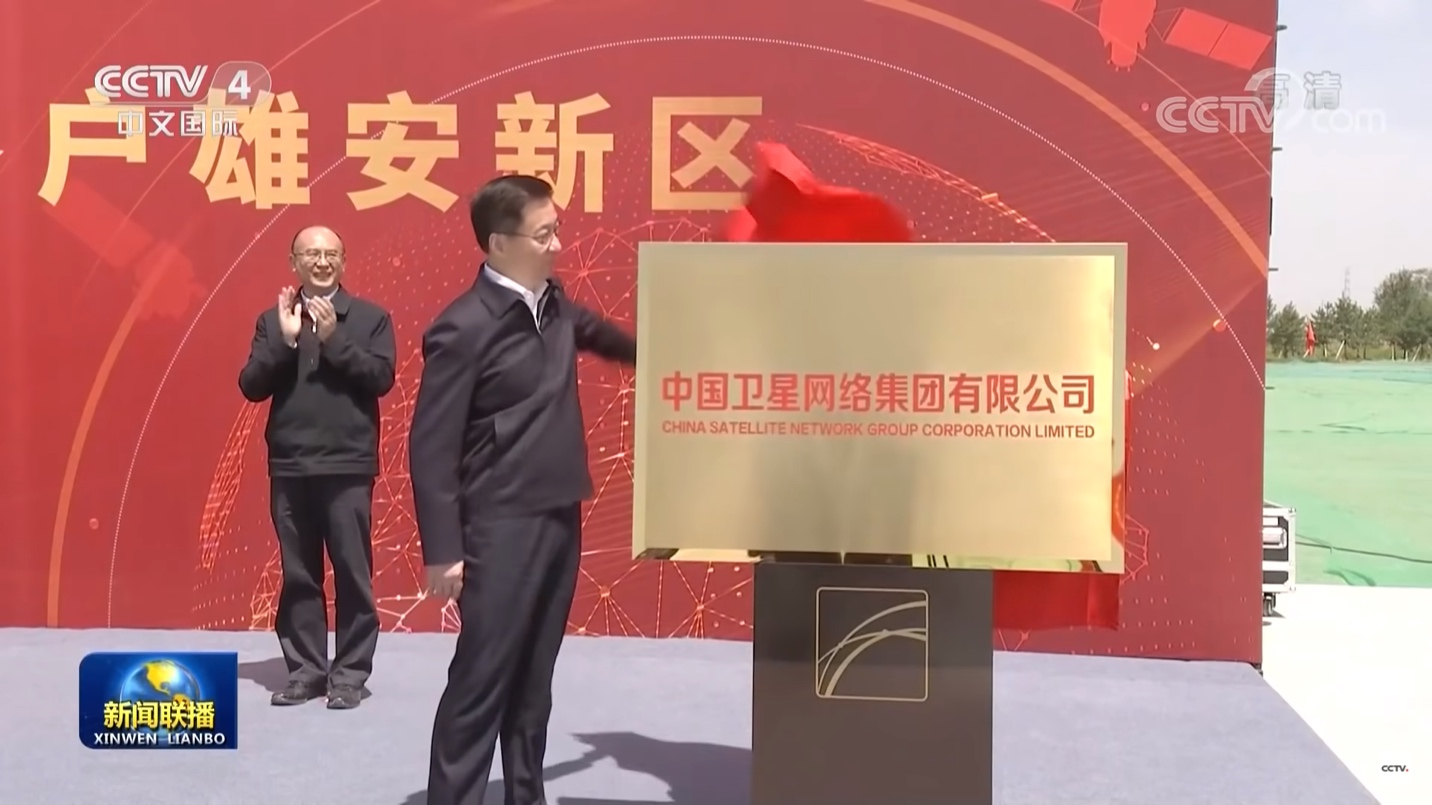 CCTV 4
中文国际
高清
CCTV.com
户雄安新区
中国卫星网络集团有限公司
CHINA SATELLITE NETWORK GROUP CORPORATION LIMITED
新闻联播
XINWEN LIANBO
CCTV.